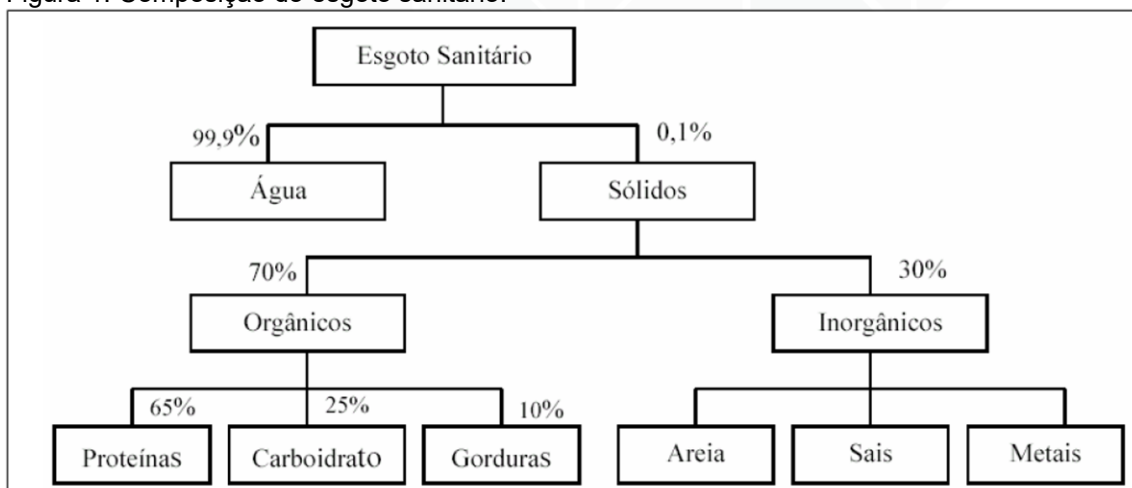 Figura 1. Composição do esgoto sanitário.
Esgoto Sanitário
99,9%
0,1%
Água
Sólidos
70%
30%
Orgânicos
Inorgânicos
65%
25%
10%
Proteínas
Carboidrato
Gorduras
Areia
Sais
Metais